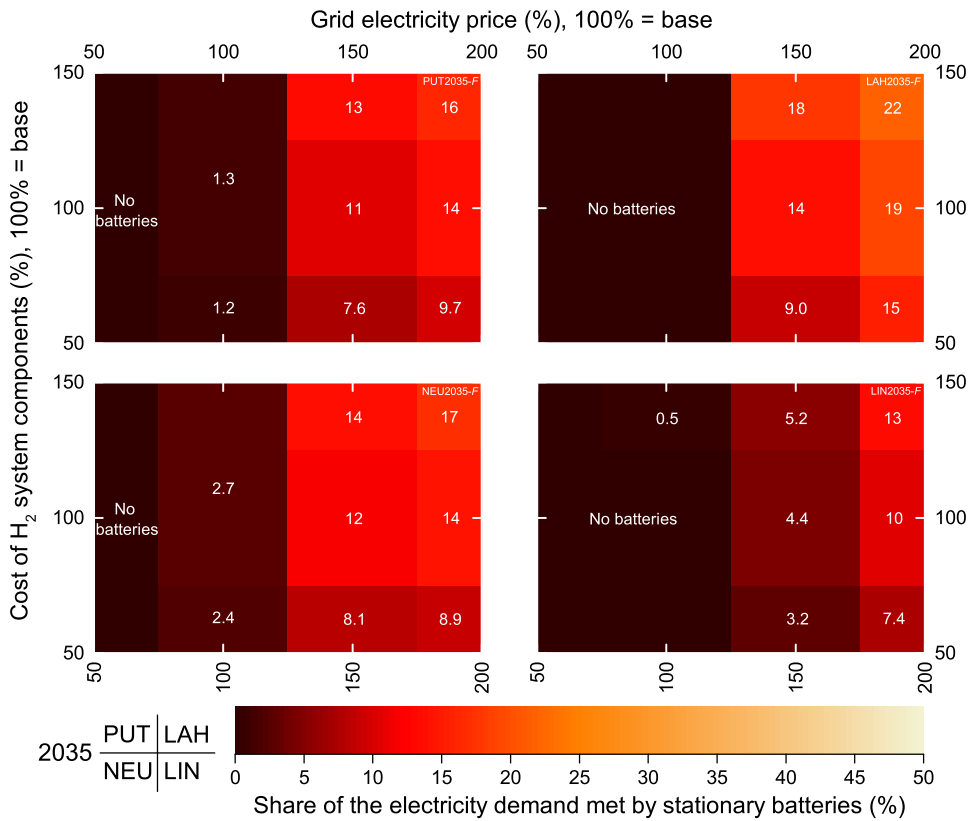 Grid electricity price (%), 100% = base
50 100 150 200 50 100 150 200
Cost of H2 system components (%), 100% = base
150 PUT2035-F LAH2035-F 150
13 16 18 22
1.3
100 No batteries 11 14 No batteries 14 19 100
1.2 7.6 9.7 9.0 15
50 50
150 NEU2035-F LIN2035-F 150
14 17 0.5 5.2 13
2.7
100 No batteries 12 14 No batteries 4.4 10 100
2.4 8.1 8.9 3.2 7.4
50 50
50 100 150 200 50 100 150 200
PUT LAH
2035
NEU LIN
0 5 10 15 20 25 30 35 40 45 50
Share of the electricity demand met by stationary batteries (%)